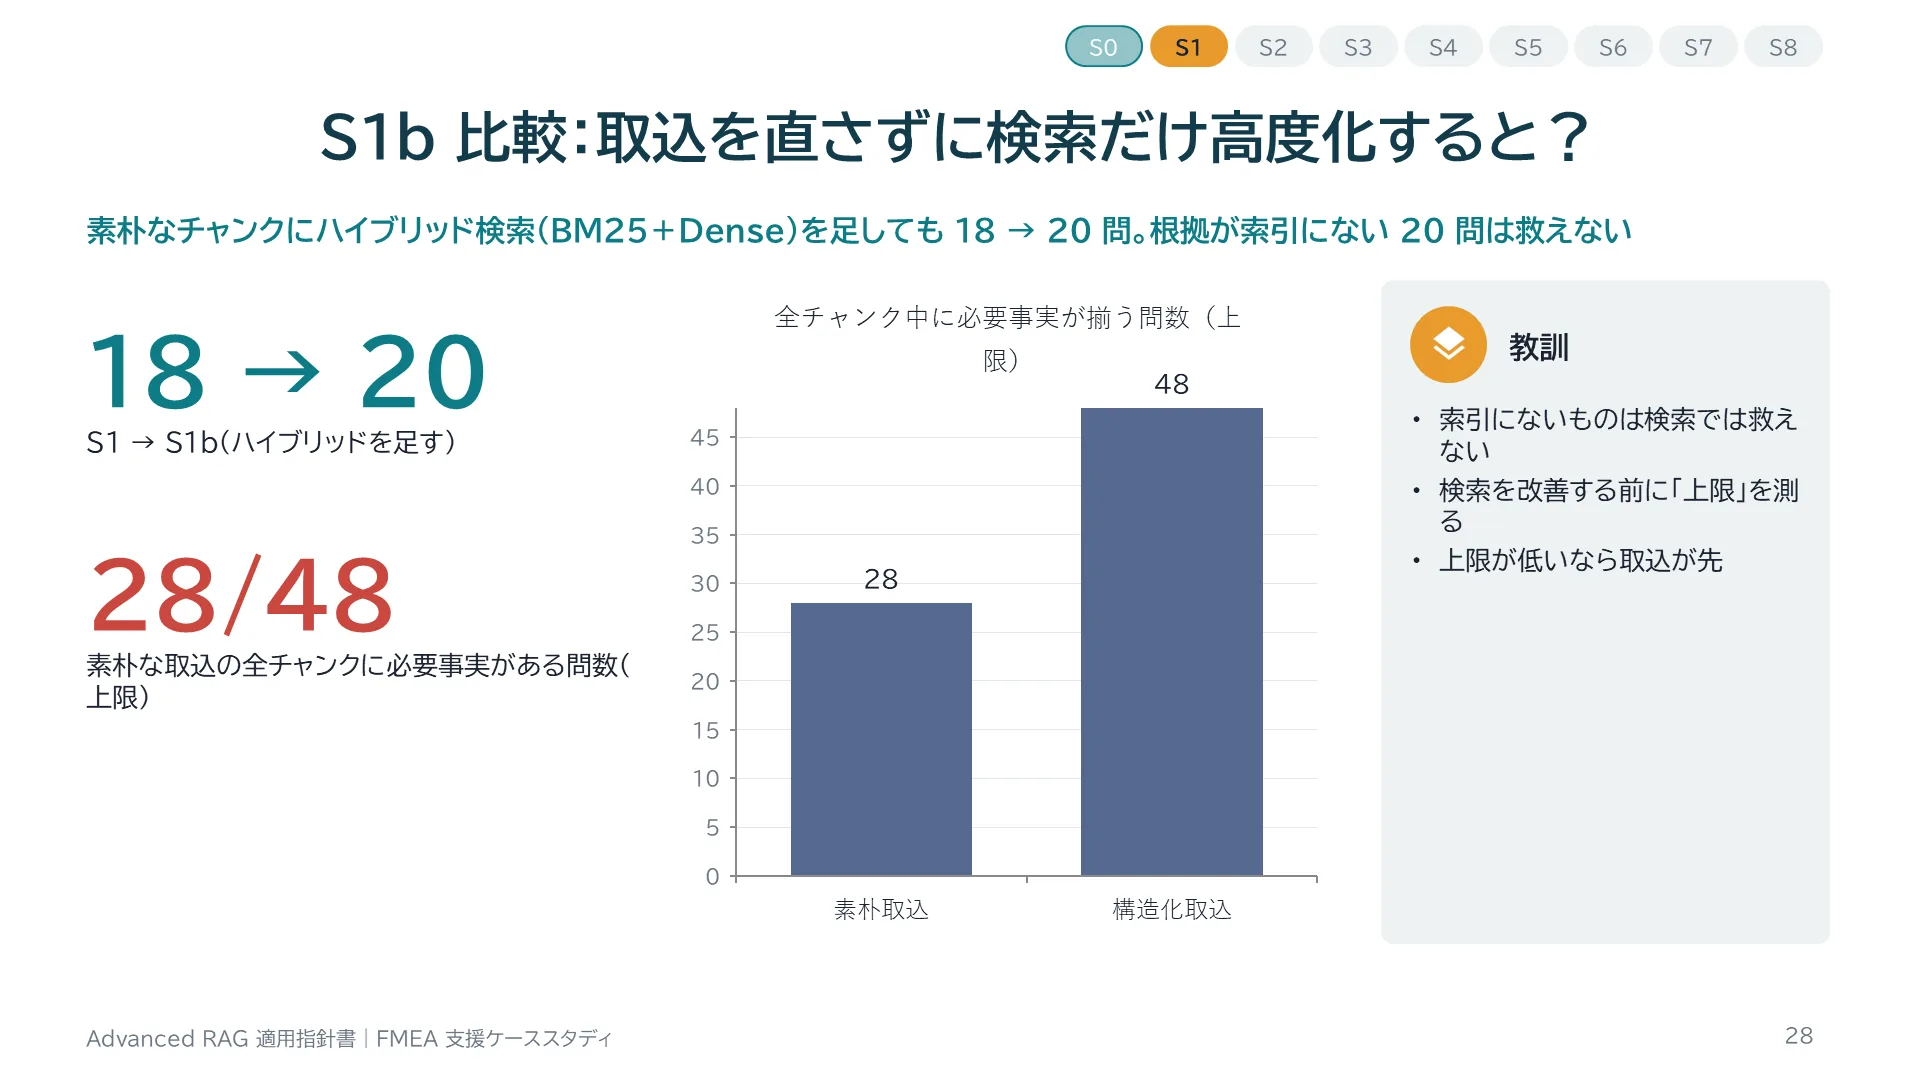 S0 S1 S2 S3 S4 S5 S6 S7 S8
S1b 比較：取込を直さずに検索だけ高度化すると？
素朴なチャンクにハイブリッド検索（BM25＋Dense）を足しても 18 → 20 問。根拠が索引にない 20 問は救えない
18 → 20
S1 → S1b（ハイブリッドを足す）
28/48
素朴な取込の全チャンクに必要事実がある問数（
上限）
全チャンク中に必要事実が揃う問数（上
限）
48
28
45
40
35
30
25
20
15
10
5
0
素朴取込
構造化取込
教訓
• 索引にないものは検索では救え
ない
• 検索を改善する前に「上限」を測
る
• 上限が低いなら取込が先
Advanced RAG 適用指針書｜FMEA 支援ケーススタディ
28